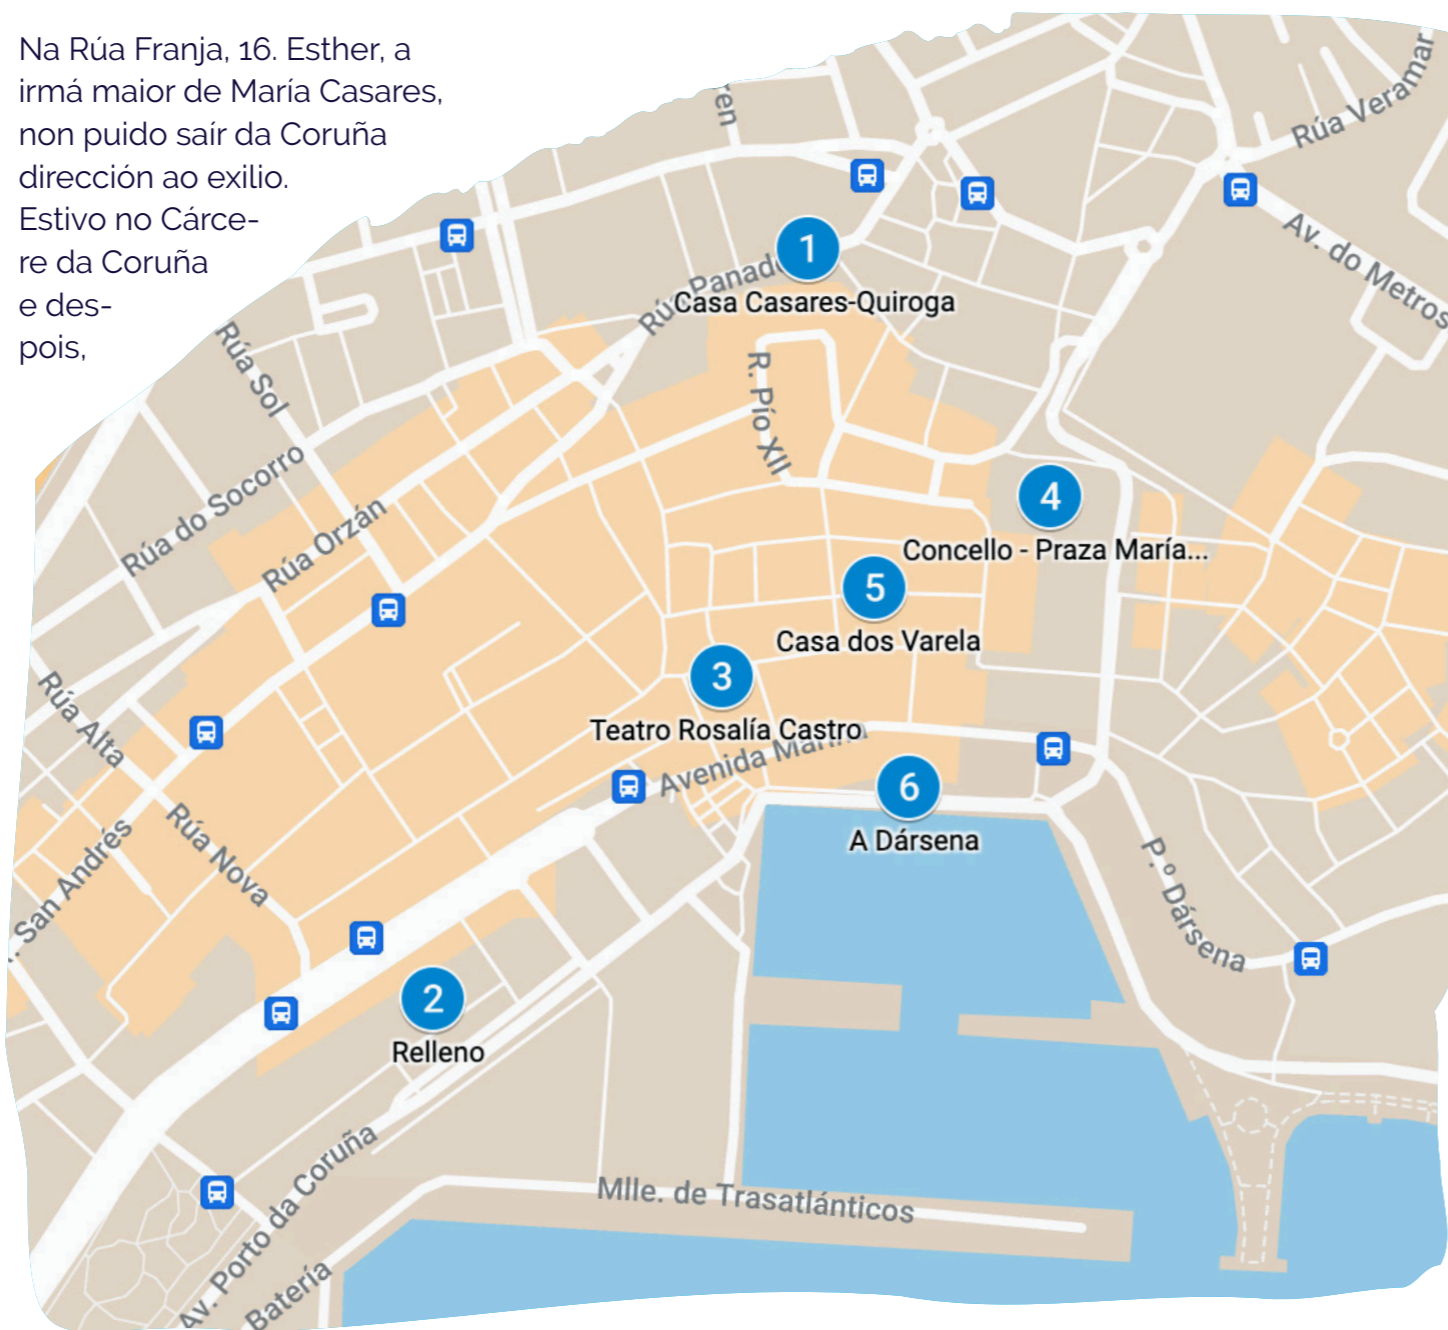 Na Rúa Franja, 16. Esther, a
irmá maior de María Casares,
non puido saír da Coruña
dirección ao exilio.
Estivo no Cárce-
re da Coruña
e des-
pois,
ren
Rúa Veramar
Av. do Metros
1
Rúa Panad
Casa Casares-Quiroga
Rúa Sol
R. Pío XII
Rúa do Socorro
Rúa Orzán
4
Concello - Praza María...
5
Casa dos Varela
3
Teatro Rosalía Castro
Avenida Marina
Rúa Alta
6
A Dársena
Rúa Nova
. San Andrés
P.º Dársena
2
Relleno
Av. Porto da Coruña
Mlle. de Trasatlánticos
Batería